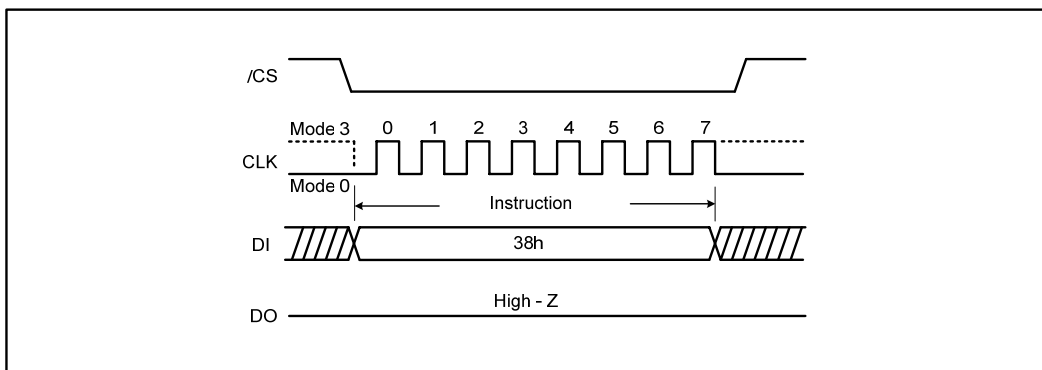 /CS
Mode 3 0 1 2 3 4 5 6 7
CLK
Mode 0
Instruction
DI 38h
High - Z
DO